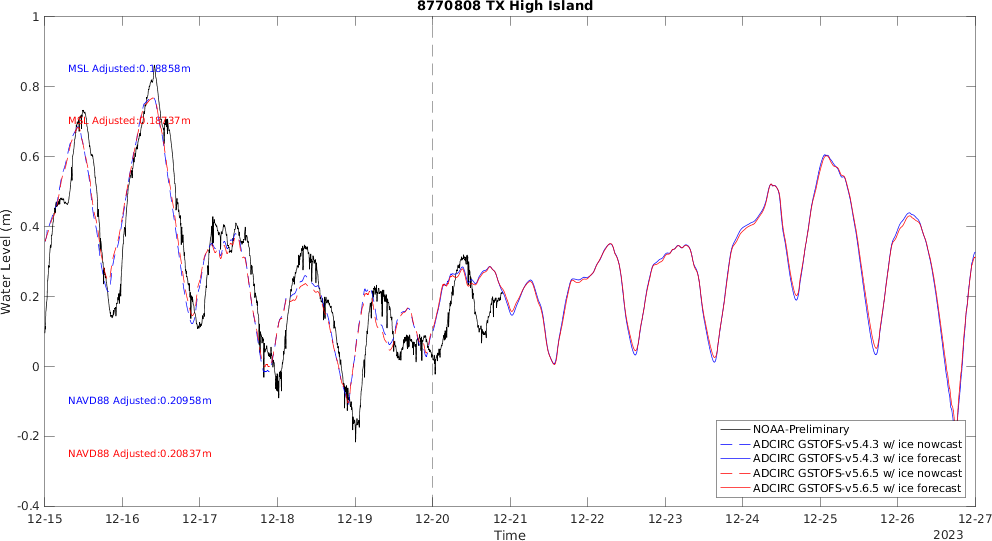 8770808 TX High Island
Water Level (m)
1
0.8
0.6
0.4
0.2
0
-0.2
-0.4
MSL Adjusted:0.18858m
MSL Adjusted:0.18737m
NAVD88 Adjusted:0.20958m
NAVD88 Adjusted:0.20837m
NOAA-Preliminary
ADCIRC GSTOFS-v5.4.3 w/ ice nowcast
ADCIRC GSTOFS-v5.4.3 w/ ice forecast
ADCIRC GSTOFS-v5.6.5 w/ ice nowcast
ADCIRC GSTOFS-v5.6.5 w/ ice forecast
12-15 12-16 12-17 12-18 12-19 12-20 12-21 12-22 12-23 12-24 12-25 12-26 12-27
Time
2023